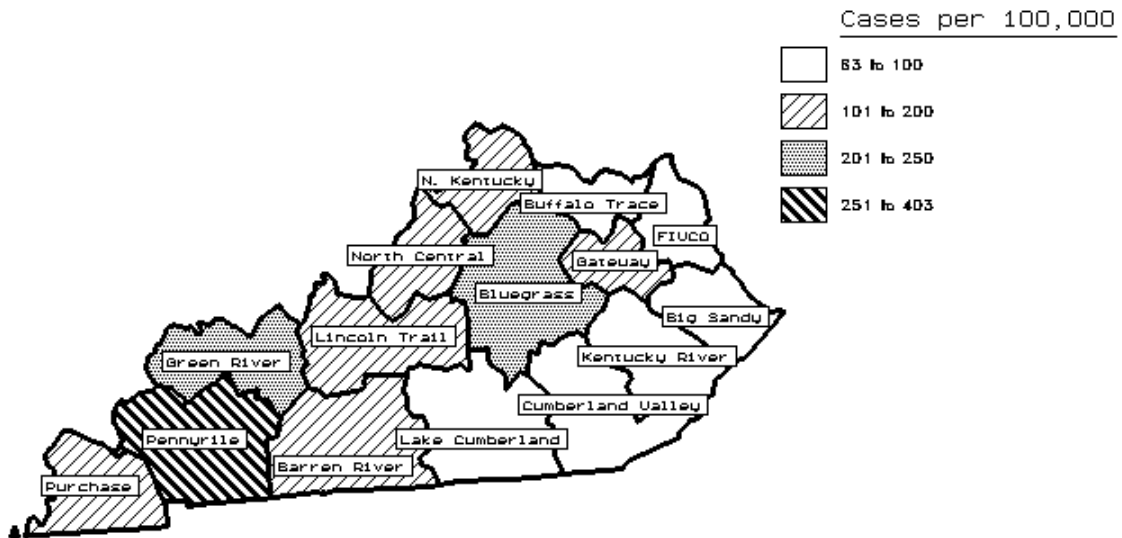 Cases per 100,000
63 to 100
101 to 200
201 to 250
251 to 403
N. Kentucky
Buffalo Trace
FIVCO
North Central
Gateway
Bluegrass
Big Sandy
Lincoln Trail
Kentucky River
Green River
Cumberland Valley
Pennyrile
Lake Cumberland
Barren River
Purchase